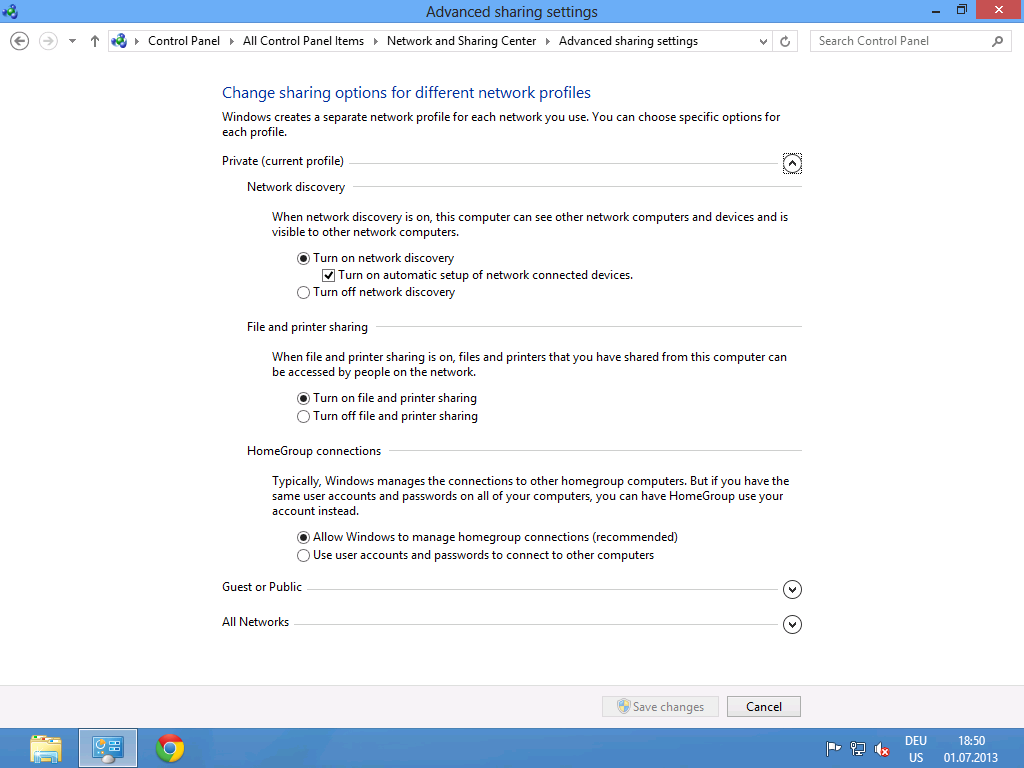 Advanced sharing settings
Control Panel
All Control Panel Items
Network and Sharing Center
Advanced sharing settings
Search Control Panel
Change sharing options for different network profiles
Windows creates a separate network profile for each network you use. You can choose specific options for
each profile.
Private (current profile)
Network discovery
When network discovery is on, this computer can see other network computers and devices and is
visible to other network computers.
Turn on network discovery
Turn on automatic setup of network connected devices.
Turn off network discovery
File and printer sharing
When file and printer sharing is on, files and printers that you have shared from this computer can
be accessed by people on the network.
Turn on file and printer sharing
Turn off file and printer sharing
HomeGroup connections
Typically, Windows manages the connections to other homegroup computers. But if you have the
same user accounts and passwords on all of your computers, you can have HomeGroup use your
account instead.
Allow Windows to manage homegroup connections (recommended)
Use user accounts and passwords to connect to other computers
Guest or Public
All Networks
Save changes
Cancel
DEU
US
18:50
01.07.2013